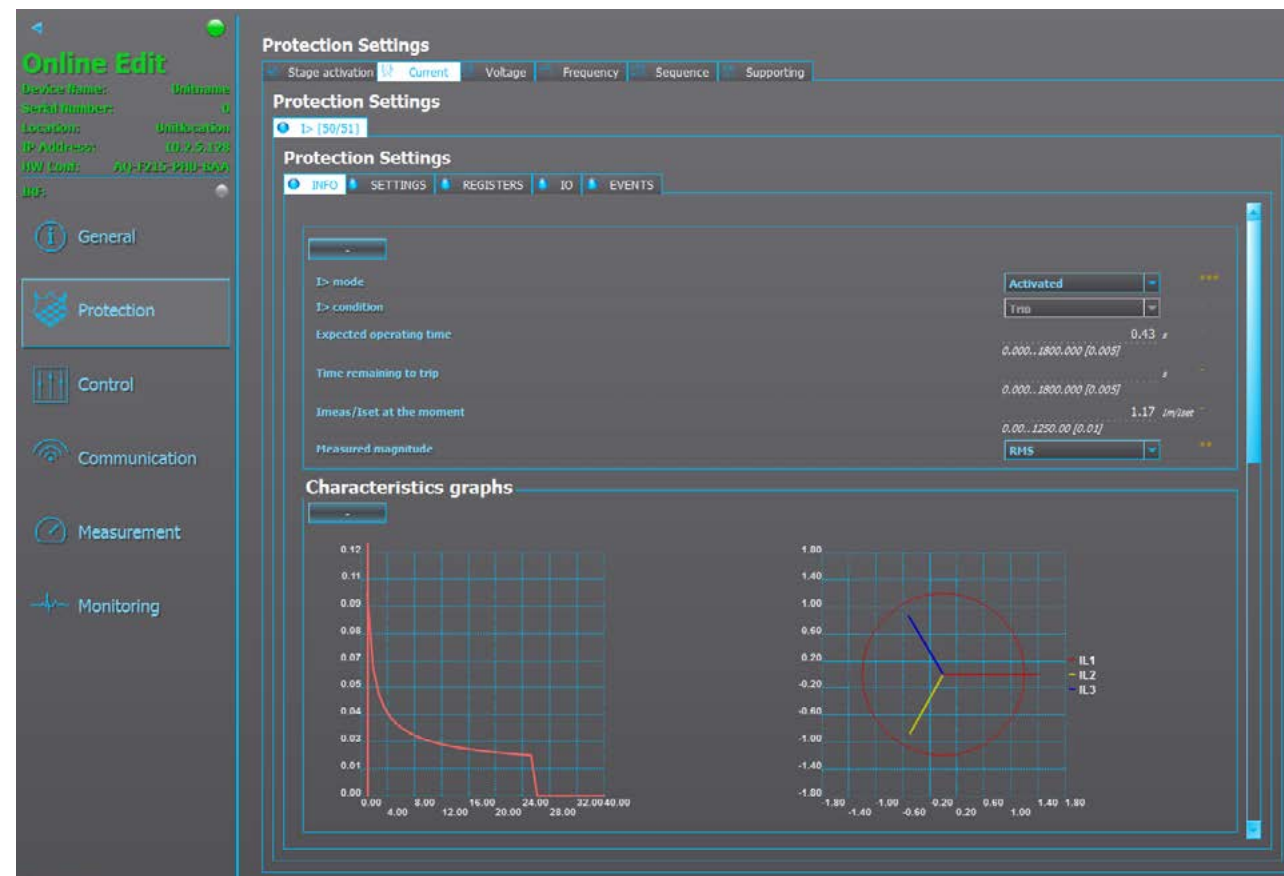 Online Edit
Device Name: Unitname
Serial Number: 0
Location: Unitlocation
IP Address: 10.2.5.128
HW Conf:
IRF:
General
Protection
Control
Communication
Measurement
Monitoring
Protection Settings
Stage activation Current Voltage Frequency Sequence Supporting
Protection Settings
I> [50/51]
Protection Settings
INFO SETTINGS REGISTERS IO EVENTS
-
I> mode Activated ***
I> condition Trip
Expected operating time 0.43 s
0.000..1800.000 [0.005]
Time remaining to trip s -
0.000..1800.000 [0.005]
Imeas/Iset at the moment 1.17 Im/Iset -
0.00..1250.00 [0.01]
Measured magnitude RMS **
Characteristics graphs
-
0.12
0.11
0.09
0.08
0.07
0.05
0.04
0.03
0.01
0.00
0.00 8.00 16.00 24.00 32.00 40.00
4.00 12.00 20.00 28.00
1.80
1.40
1.00
0.60
0.20
-0.20
-0.60
-1.00
-1.40
-1.80
-1.80 -1.00 -0.20 0.60 1.40 1.80
-1.40 -0.60 0.20 1.00
IL1
IL2
IL3